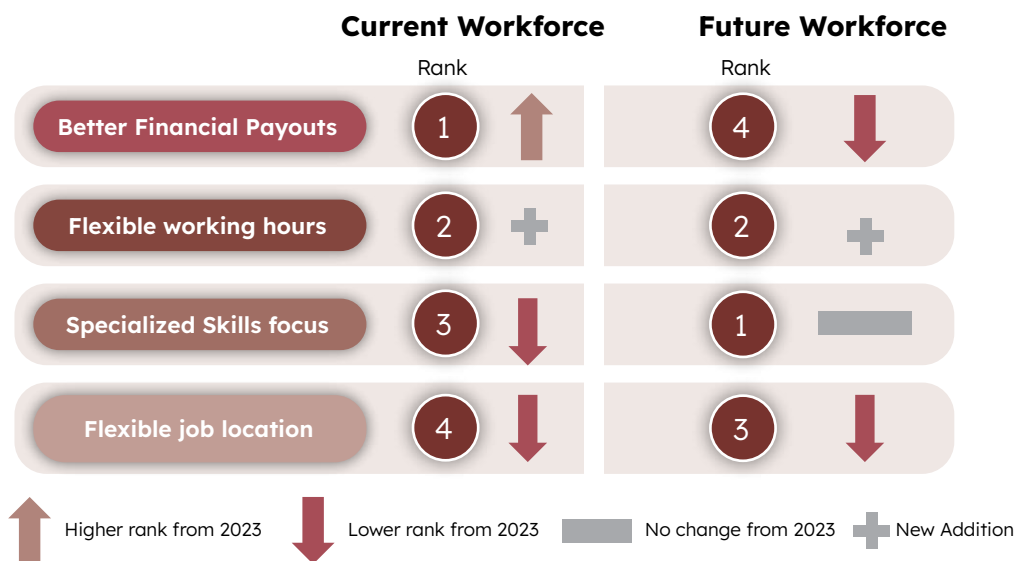 Current Workforce Future Workforce
Rank Rank
Better Financial Payouts 1 4
Flexible working hours 2 2
Specialized Skills focus 3 1
Flexible job location 4 3
Higher rank from 2023 Lower rank from 2023 No change from 2023 New Addition